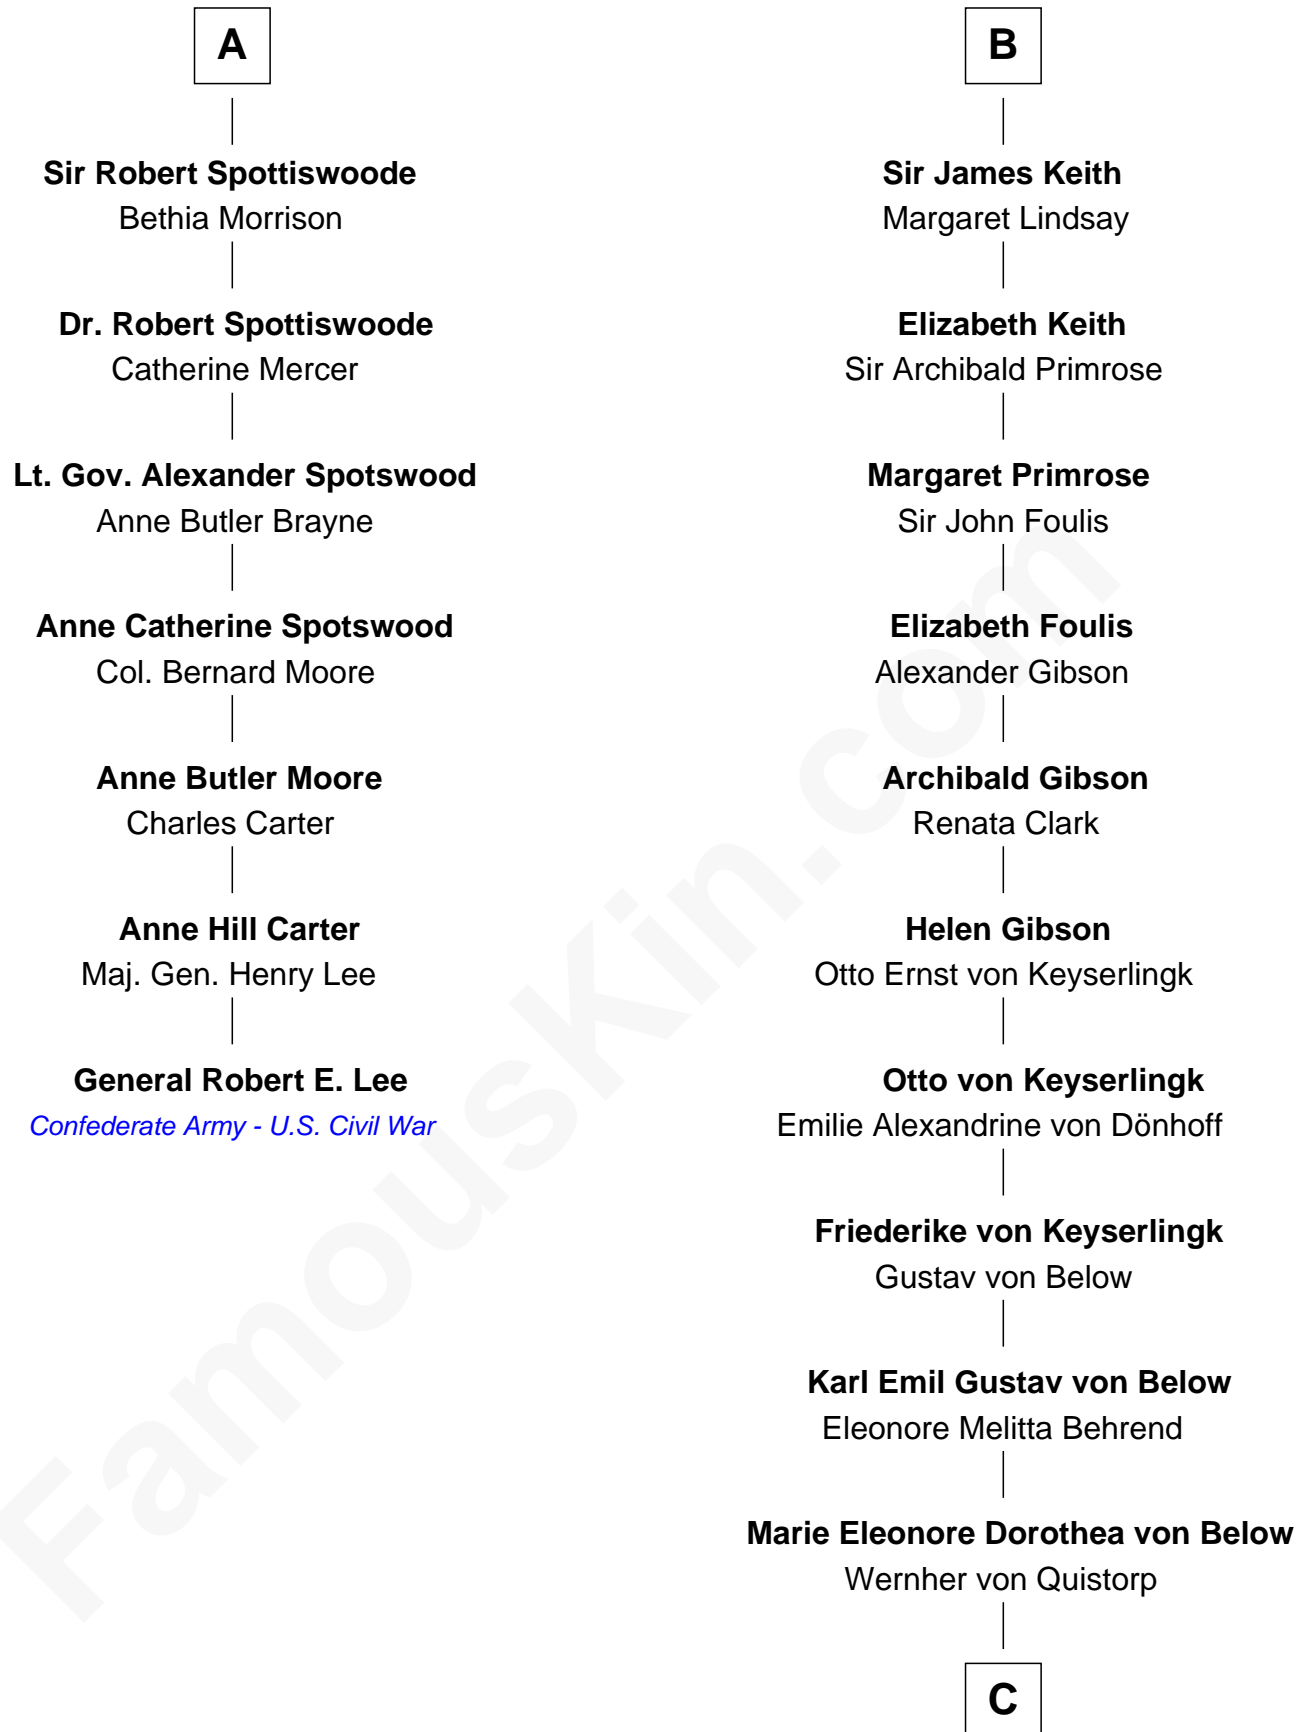 A
Sir Robert Spottiswoode
Bethia Morrison
Dr. Robert Spottiswoode
Catherine Mercer
Lt. Gov. Alexander Spotswood
Anne Butler Brayne
Anne Catherine Spotswood
Col. Bernard Moore
Anne Butler Moore
Charles Carter
Anne Hill Carter
Maj. Gen. Henry Lee
General Robert E. Lee
Confederate Army - U.S. Civil War
B
Sir James Keith
Margaret Lindsay
Elizabeth Keith
Sir Archibald Primrose
Margaret Primrose
Sir John Foulis
Elizabeth Foulis
Alexander Gibson
Archibald Gibson
Renata Clark
Helen Gibson
Otto Ernst von Keyserlingk
Otto von Keyserlingk
Emilie Alexandrine von Dönhoff
Friederike von Keyserlingk
Gustav von Below
Karl Emil Gustav von Below
Eleonore Melitta Behrend
Marie Eleonore Dorothea von Below
Wernher von Quistorp
C
FamousKin.com